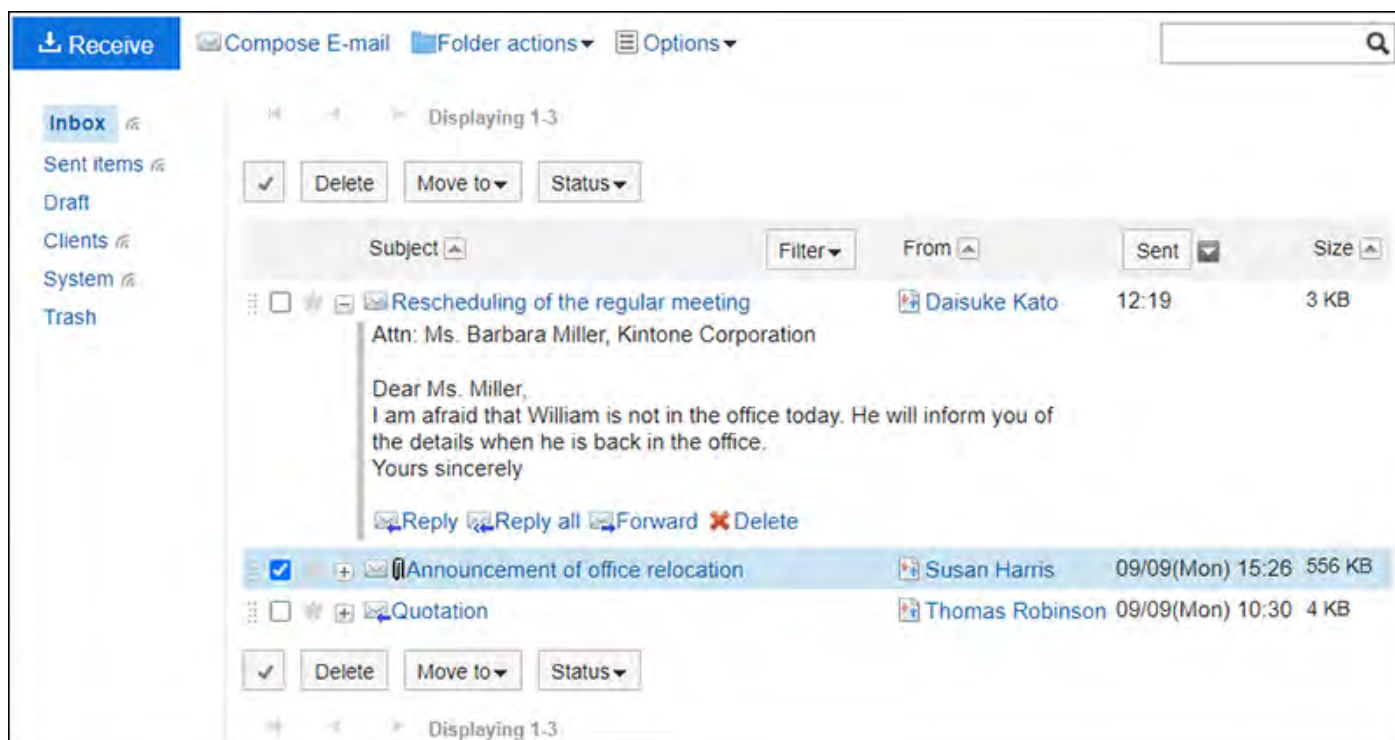 Receive Compose E-mail Folder actions Options
Inbox
Sent items
Draft
Clients
System
Trash
Displaying 1-3
Delete Move to Status
Subject Filter From Sent Size
Rescheduling of the regular meeting Daisuke Kato 12:19 3 KB
Attn: Ms. Barbara Miller, Kintone Corporation
Dear Ms. Miller,
I am afraid that William is not in the office today. He will inform you of
the details when he is back in the office.
Yours sincerely
Reply Reply all Forward Delete
Announcement of office relocation Susan Harris 09/09(Mon) 15:26 556 KB
Quotation Thomas Robinson 09/09(Mon) 10:30 4 KB
Delete Move to Status
Displaying 1-3